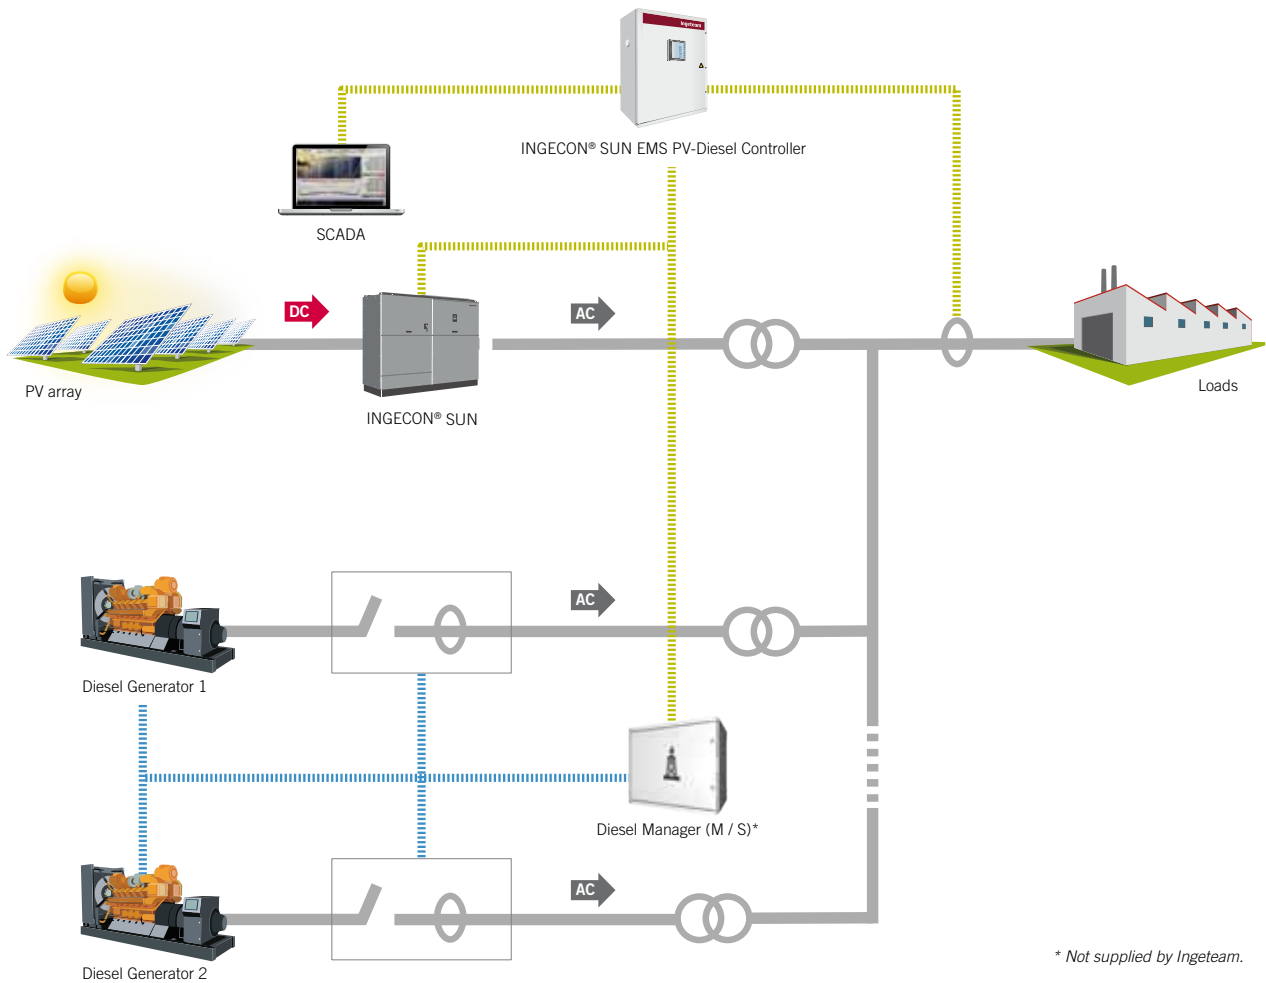 Ingeteam
INGECON® SUN EMS PV-Diesel Controller
SCADA
DC
AC
PV array
INGECON® SUN
Loads
AC
Diesel Generator 1
Diesel Manager (M / S)*
AC
Diesel Generator 2
* Not supplied by Ingeteam.